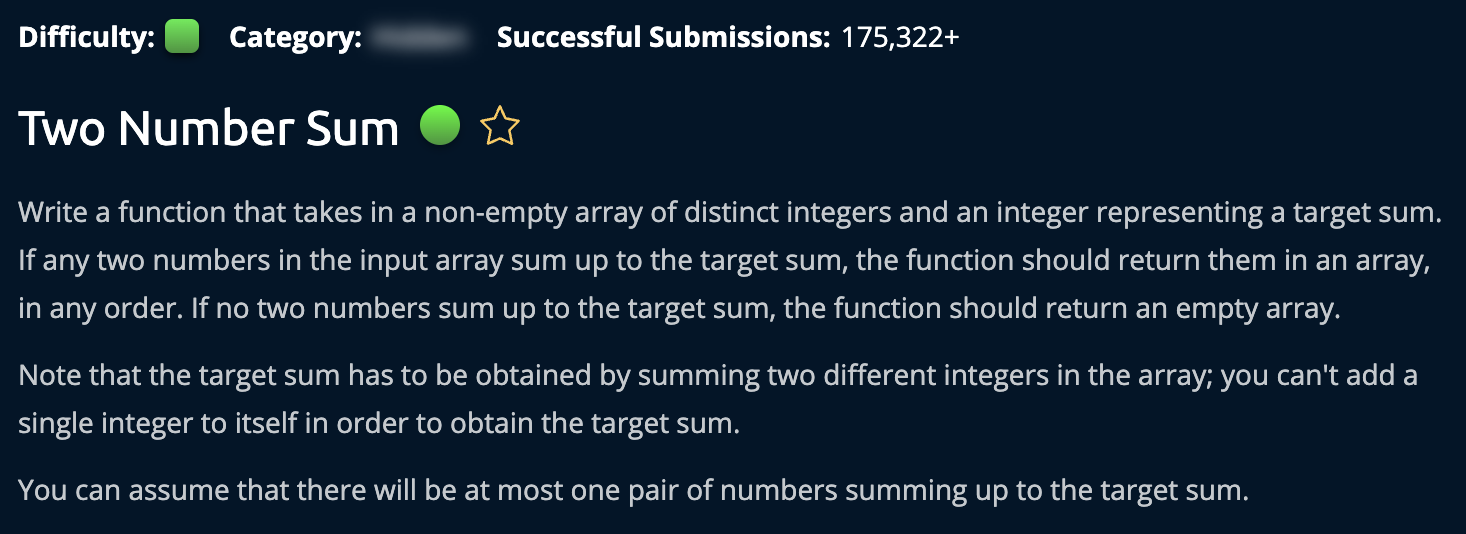 Difficulty: Category: Successful Submissions: 175,322+
Two Number Sum
Write a function that takes in a non-empty array of distinct integers and an integer representing a target sum.
If any two numbers in the input array sum up to the target sum, the function should return them in an array,
in any order. If no two numbers sum up to the target sum, the function should return an empty array.
Note that the target sum has to be obtained by summing two different integers in the array; you can't add a
single integer to itself in order to obtain the target sum.
You can assume that there will be at most one pair of numbers summing up to the target sum.